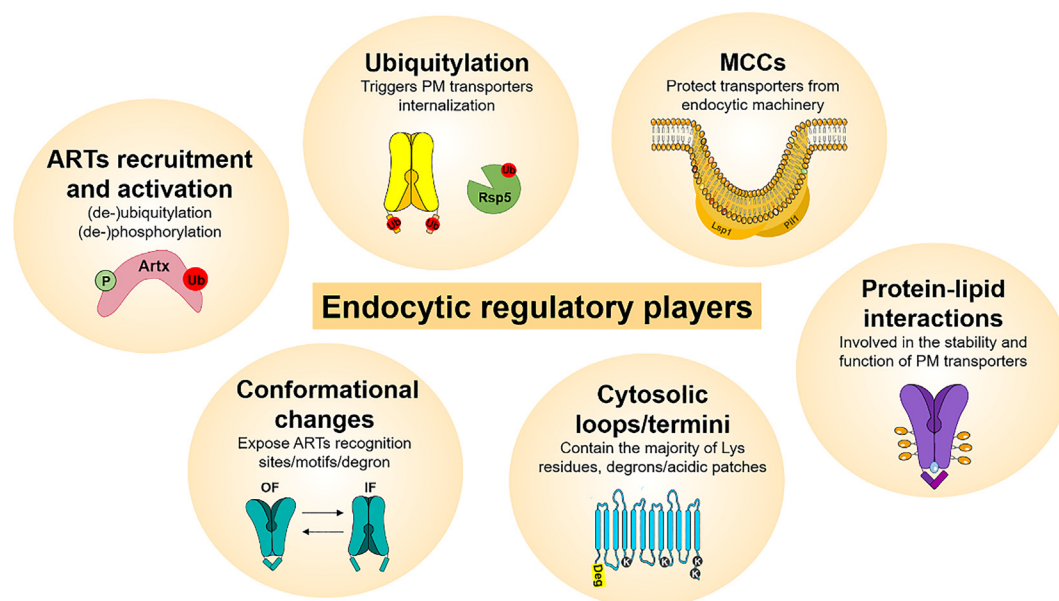 Ubiquitylation
Triggers PM transporters
internalization
Ub
Rsp5
Ub
Ub
MCCs
Protect transporters from
endocytic machinery
Lsp1
Pil1
ARTs recruitment
and activation
(de-)ubiquitylation
(de-)phosphorylation
Artx
P
Ub
Endocytic regulatory players
Protein-lipid
interactions
Involved in the stability and
function of PM transporters
Conformational
changes
Expose ARTs recognition
sites/motifs/degron
OF
IF
Cytosolic
loops/termini
Contain the majority of Lys
residues, degrons/acidic patches
Deg
K
K
K
K